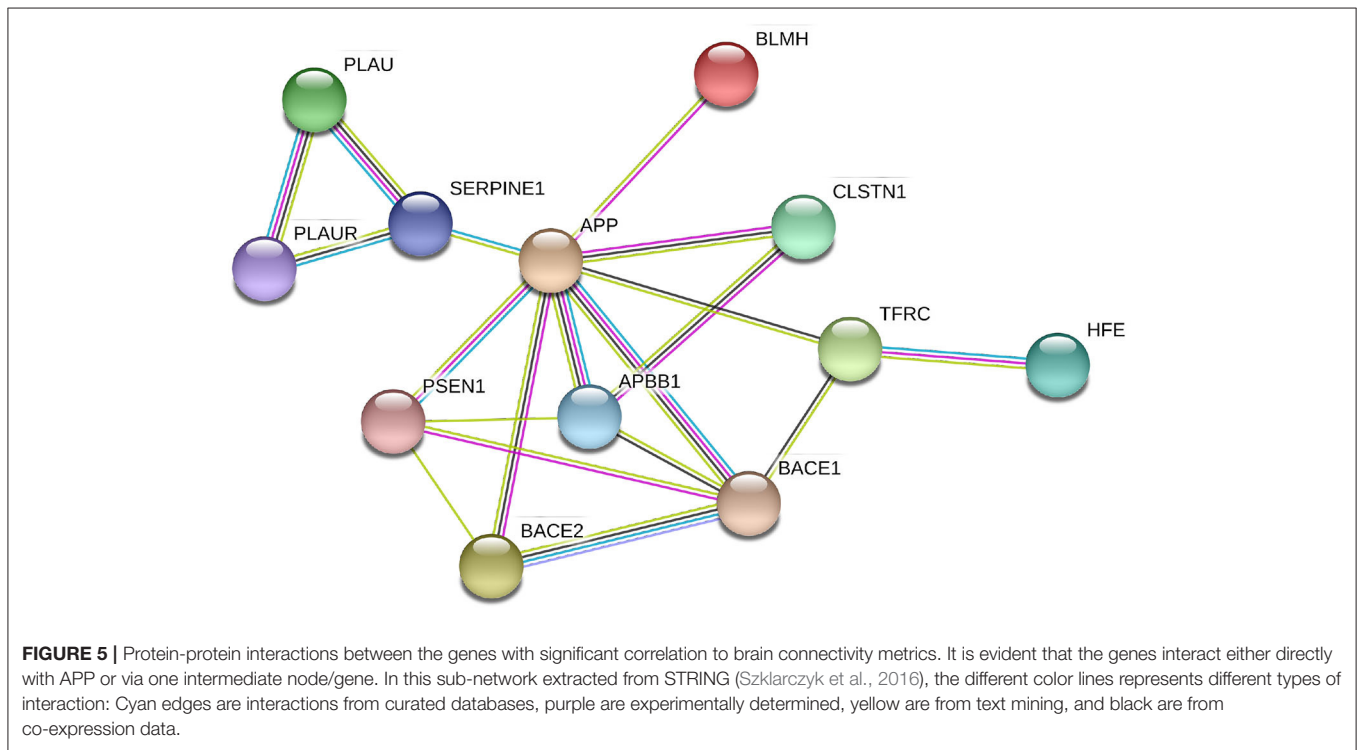 BLMH
PLAU
SERPINE1
CLSTN1
APP
PLAUR
TFRC
HFE
PSEN1
APBB1
BACE1
BACE2
FIGURE 5 | Protein-protein interactions between the genes with significant correlation to brain connectivity metrics. It is evident that the genes interact either directly
with APP or via one intermediate node/gene. In this sub-network extracted from STRING (Szklarczyk et al., 2016), the different color lines represents different types of
interaction: Cyan edges are interactions from curated databases, purple are experimentally determined, yellow are from text mining, and black are from
co-expression data.